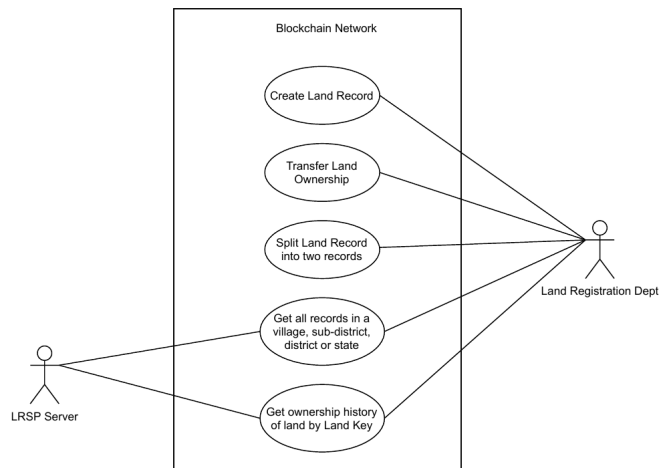 Blockchain Network
Create Land Record
Transfer Land
Ownership
Split Land Record
into two records
Land Registration Dept
Get all records in a
village, sub-district,
district or state
LRSP Server
Get ownership history
of land by Land Key